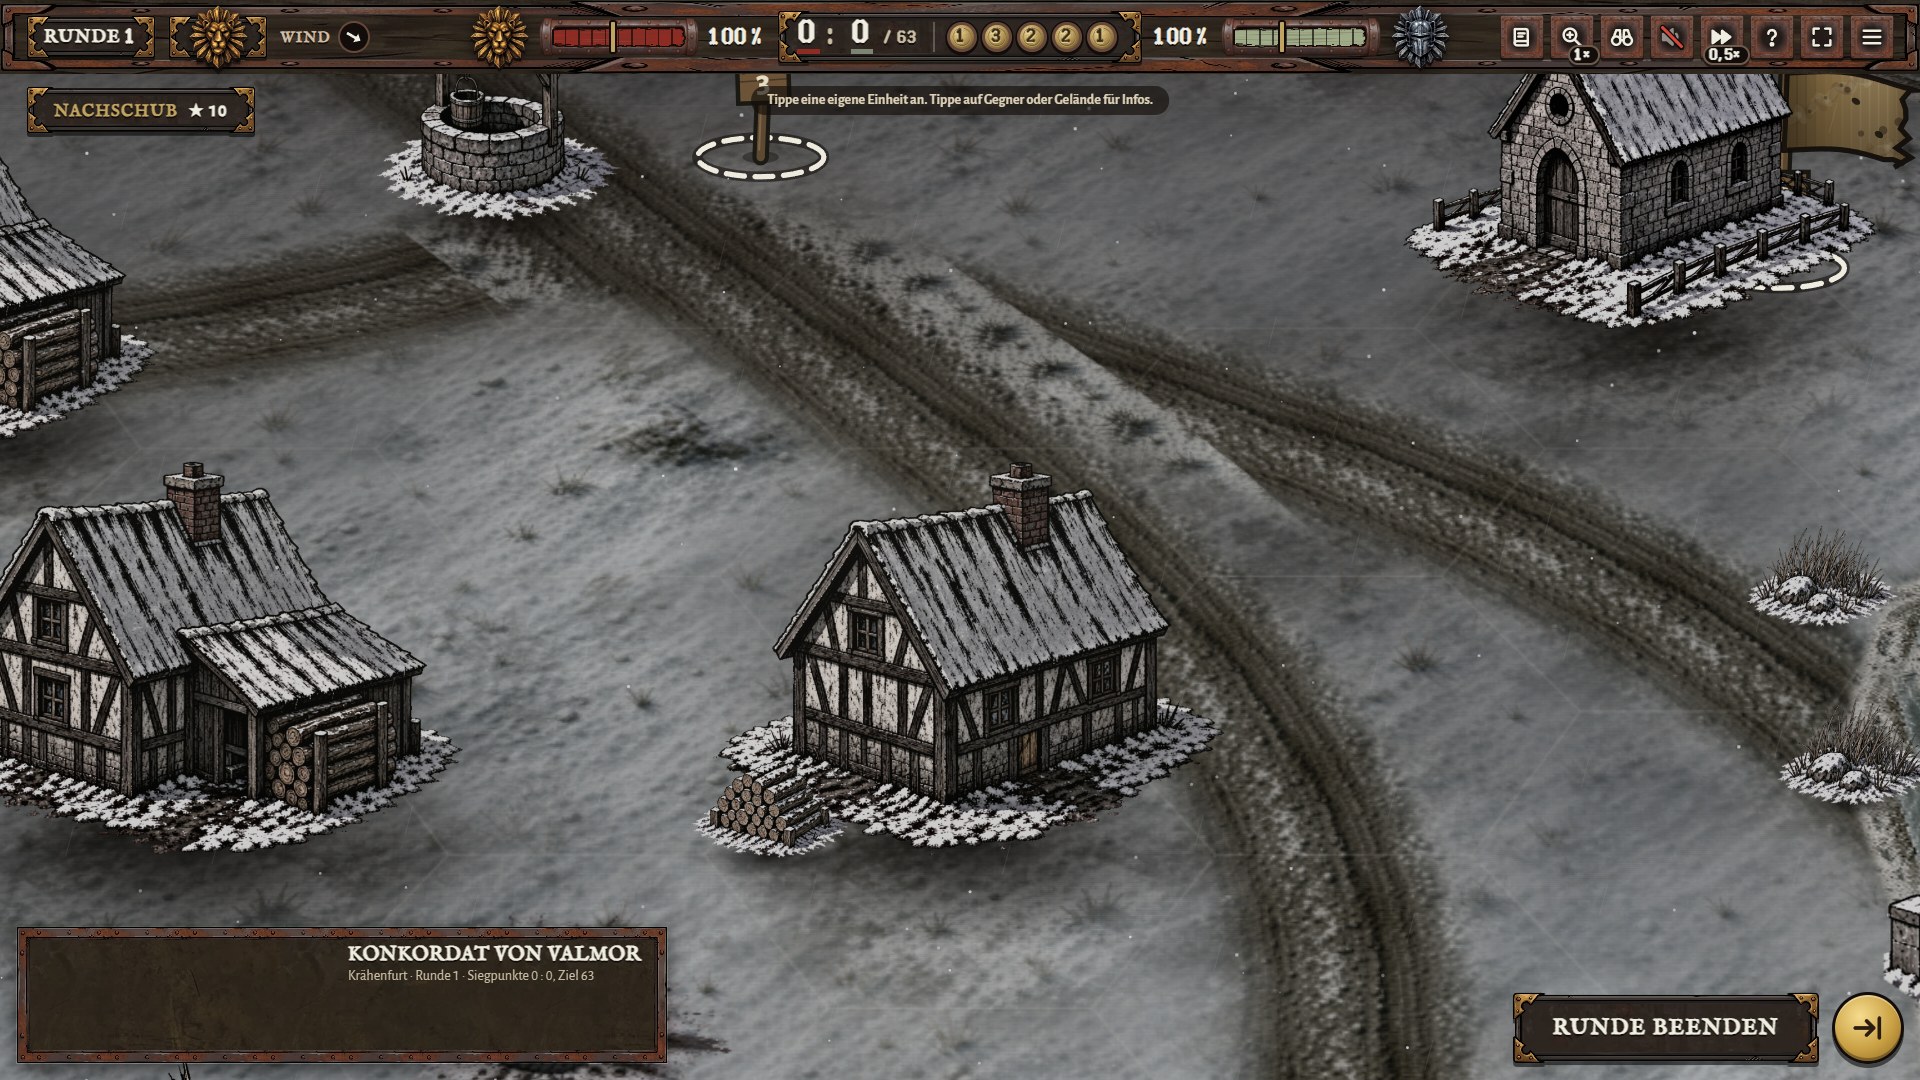 RUNDE 1
WIND
100 %
0 : 0 / 63
1 3 2 2 1
100 %
1×
0,5×
?
NACHSCHUB ★ 10
3
Tippe eine eigene Einheit an. Tippe auf Gegner oder Gelände für Infos.
KONKORDAT VON VALMOR
Krähenfurt · Runde 1 · Siegpunkte 0 : 0, Ziel 63
RUNDE BEENDEN